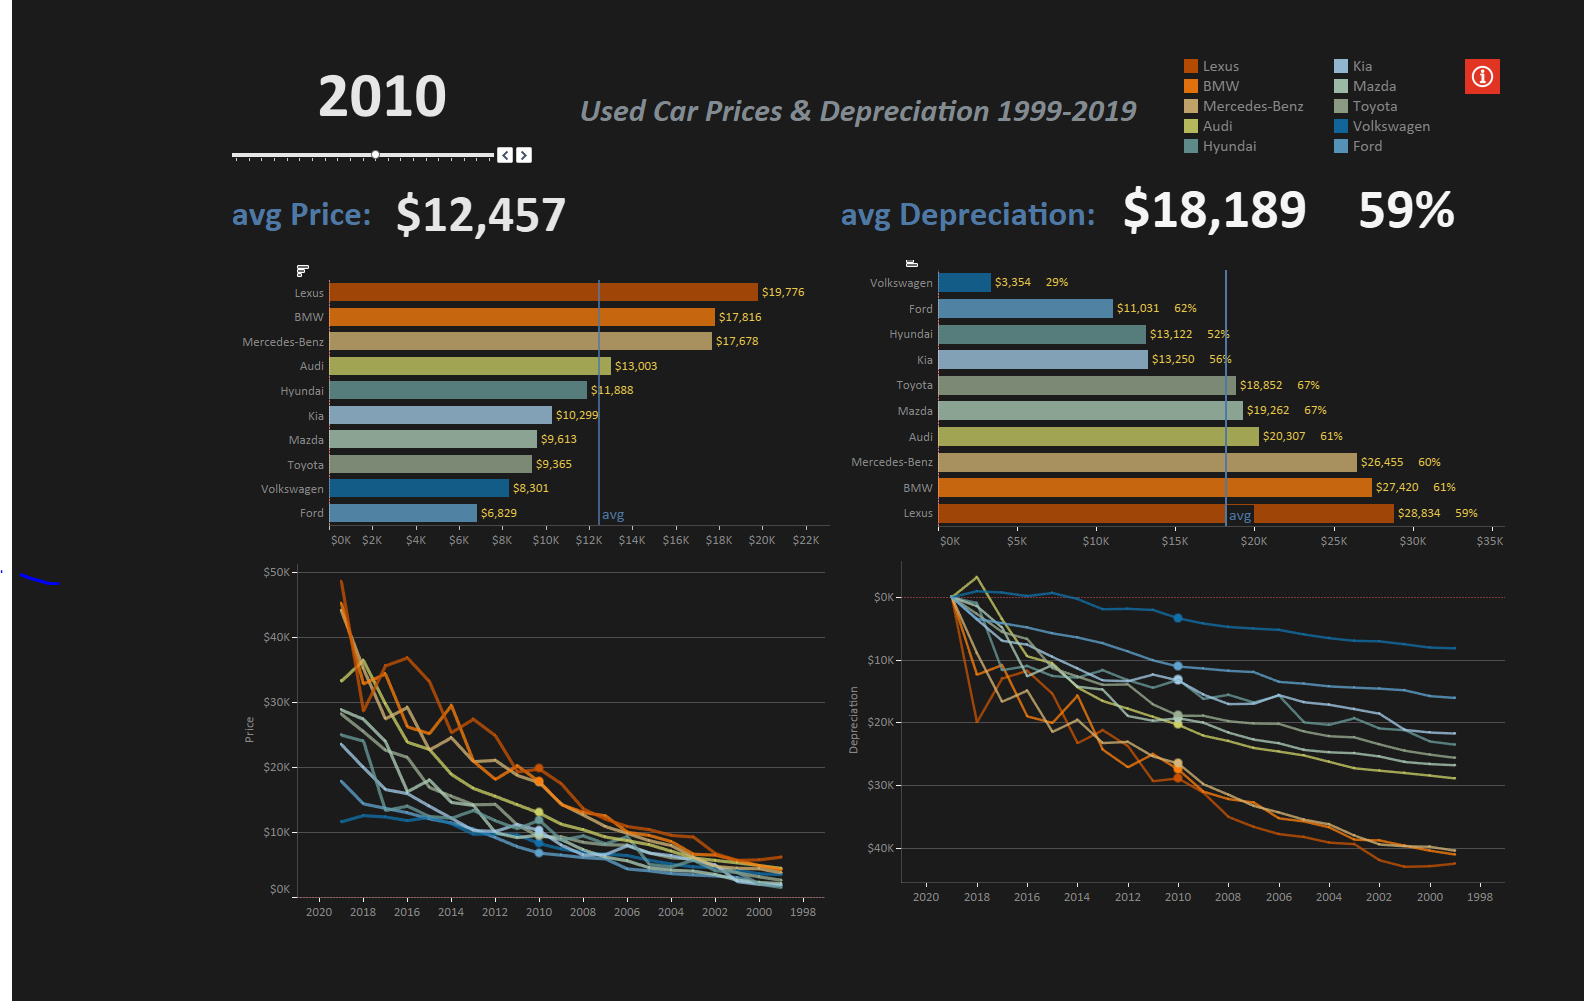 2010
Used Car Prices & Depreciation 1999-2019
Lexus
BMW
Mercedes-Benz
Audi
Hyundai
Kia
Mazda
Toyota
Volkswagen
Ford
avg Price: $12,457
avg Depreciation: $18,189 59%
Lexus $19,776
BMW $17,816
Mercedes-Benz $17,678
Audi $13,003
Hyundai $11,888
Kia $10,299
Mazda $9,613
Toyota $9,365
Volkswagen $8,301
Ford $6,829
avg
$0K $2K $4K $6K $8K $10K $12K $14K $16K $18K $20K $22K
Volkswagen $3,354 29%
Ford $11,031 62%
Hyundai $13,122 52%
Kia $13,250 56%
Toyota $18,852 67%
Mazda $19,262 67%
Audi $20,307 61%
Mercedes-Benz $26,455 60%
BMW $27,420 61%
Lexus $28,834 59%
avg
$0K $5K $10K $15K $20K $25K $30K $35K
Price
$50K
$40K
$30K
$20K
$10K
$0K
2020 2018 2016 2014 2012 2010 2008 2006 2004 2002 2000 1998
Depreciation
$0K
$10K
$20K
$30K
$40K
2020 2018 2016 2014 2012 2010 2008 2006 2004 2002 2000 1998